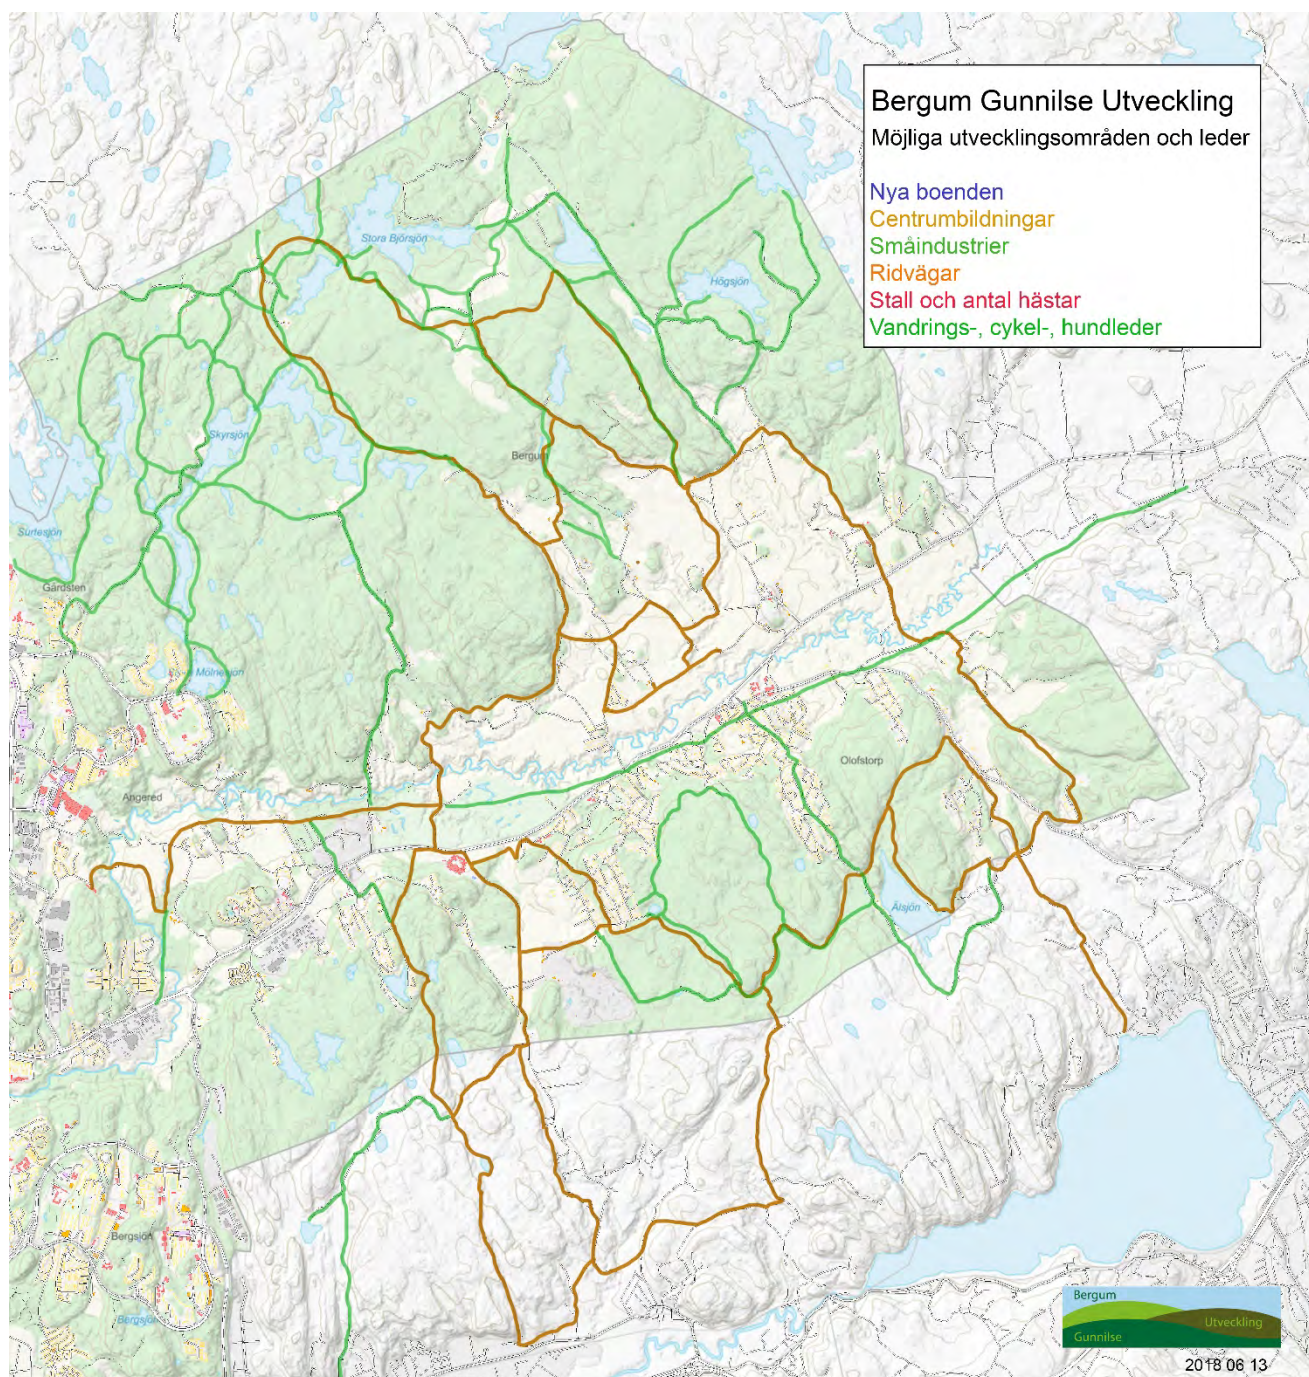 Bergum Gunnilse Utveckling
Möjliga utvecklingsområden och leder
Nya boenden
Centrumbildningar
Småindustrier
Ridvägar
Stall och antal hästar
Vandrings-, cykel-, hundleder
Stora Björsjön
Högsjön
Skyrsjön
Bergum
Surtesjön
Gårdsten
Mölnesjön
Olofstorp
Angered
Älsjön
Bergsjön
Bergsjön
Bergum
Utveckling
Gunnilse
2018 06 13